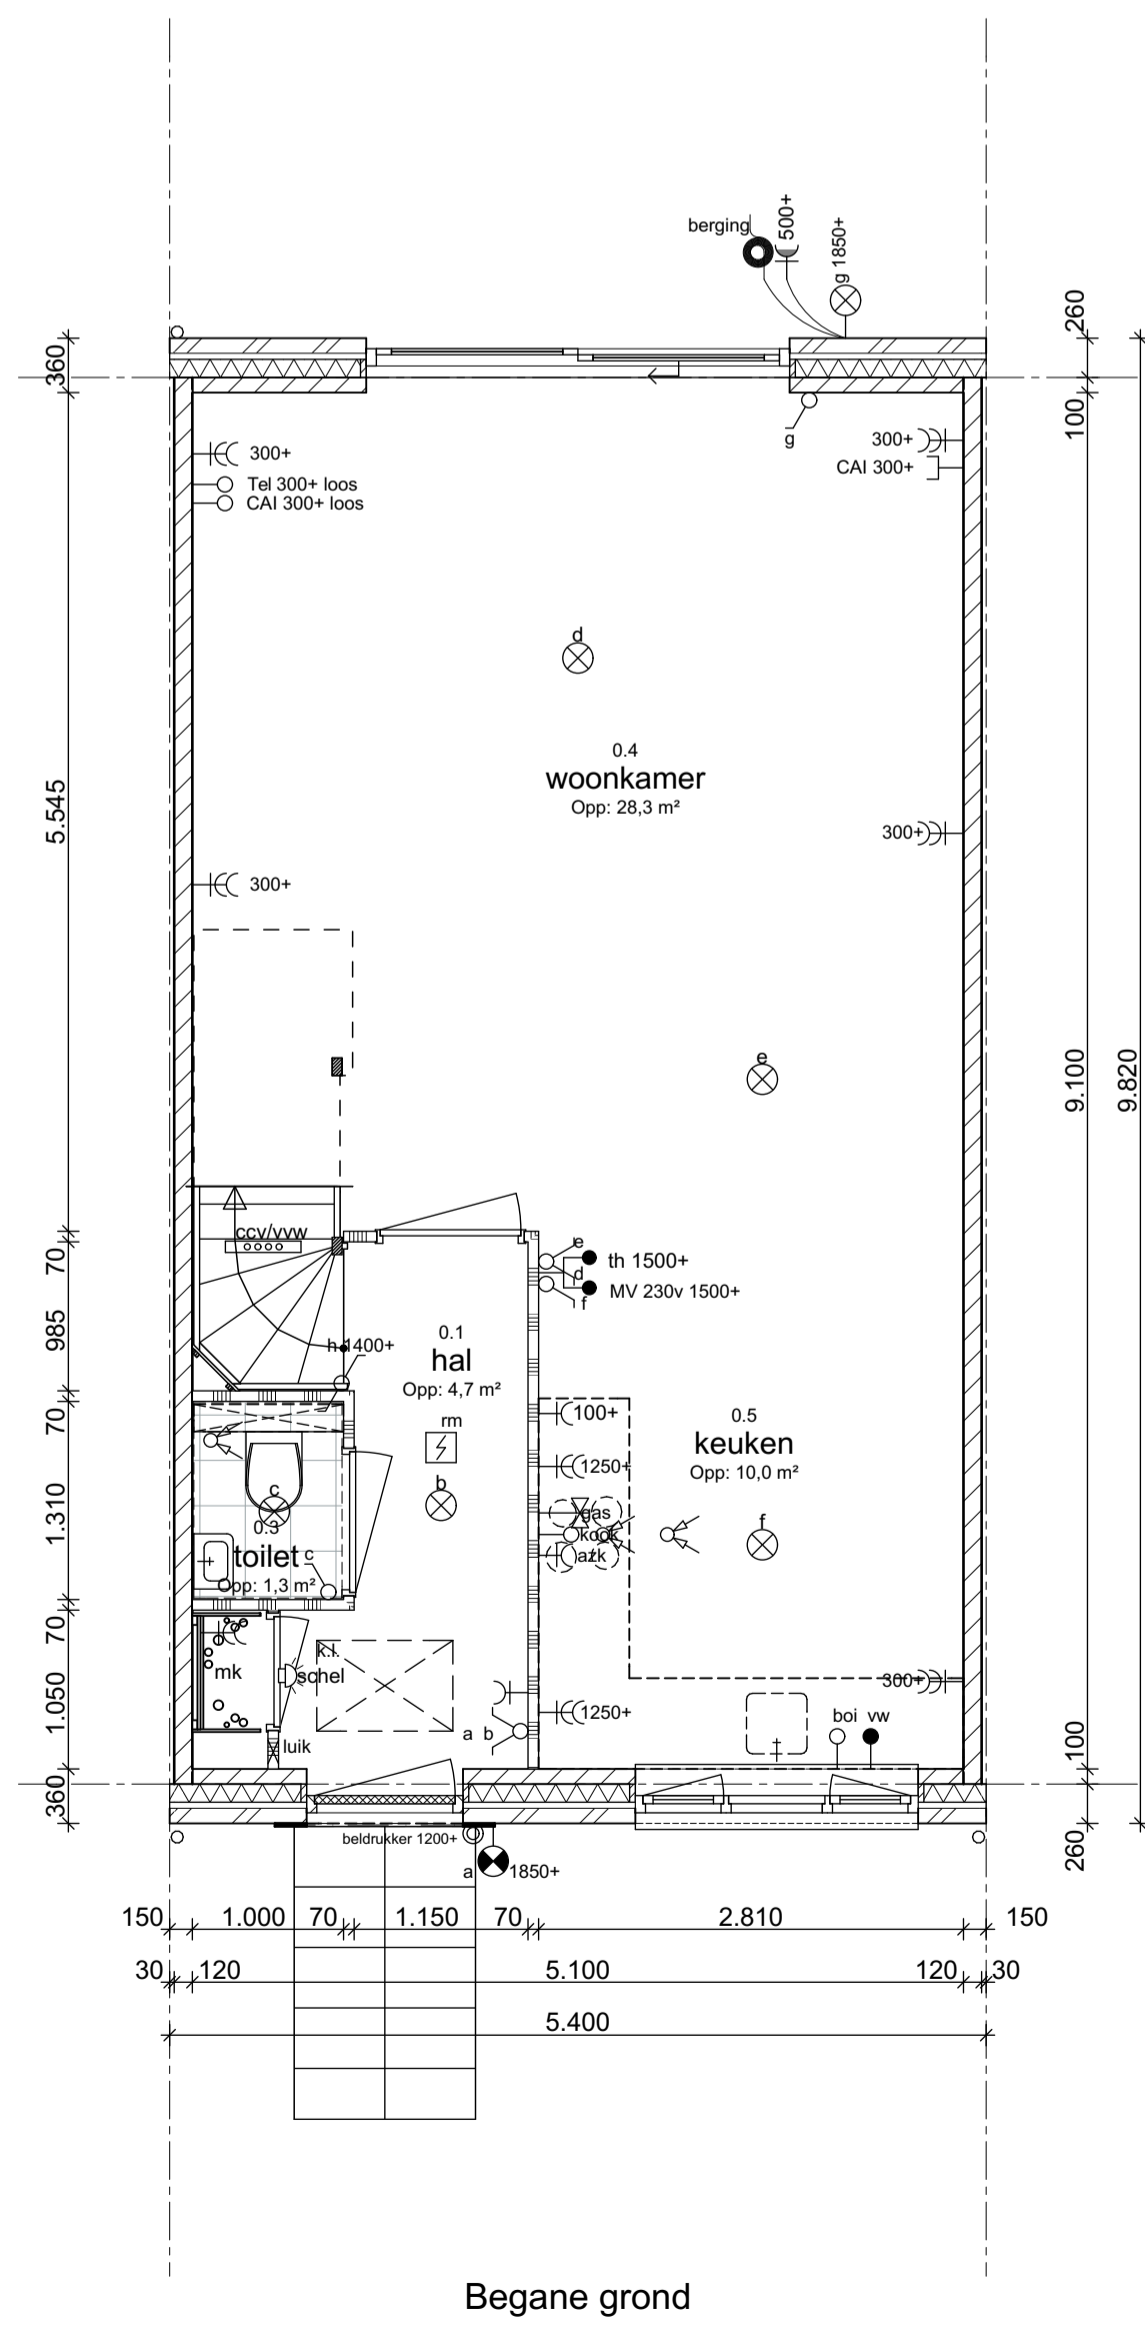 berging
500+
g 1850+
260
360
g
100
300+
Tel 300+ loos
CAI 300+ loos
300+
CAI 300+
d
0.4
woonkamer
Opp: 28,3 m²
5.545
300+
300+
e
9.100
9.820
ccv/vvw
70
e
d
f
th 1500+
MV 230v 1500+
985
h 1400+
0.1
hal
Opp: 4,7 m²
rm
b
70
100+
0.5
keuken
Opp: 10,0 m²
1250+
c
0.3
toilet
c
Opp: 1,3 m²
1.310
gas
kook
azk
f
70
k.l.
schel
mk
1.050
300+
a b
1250+
boi vw
luik
100
360
beldrukker 1200+
a
1850+
260
150 1.000 70 1.150 70 2.810 150
30 120 5.100 120 30
5.400
Begane grond